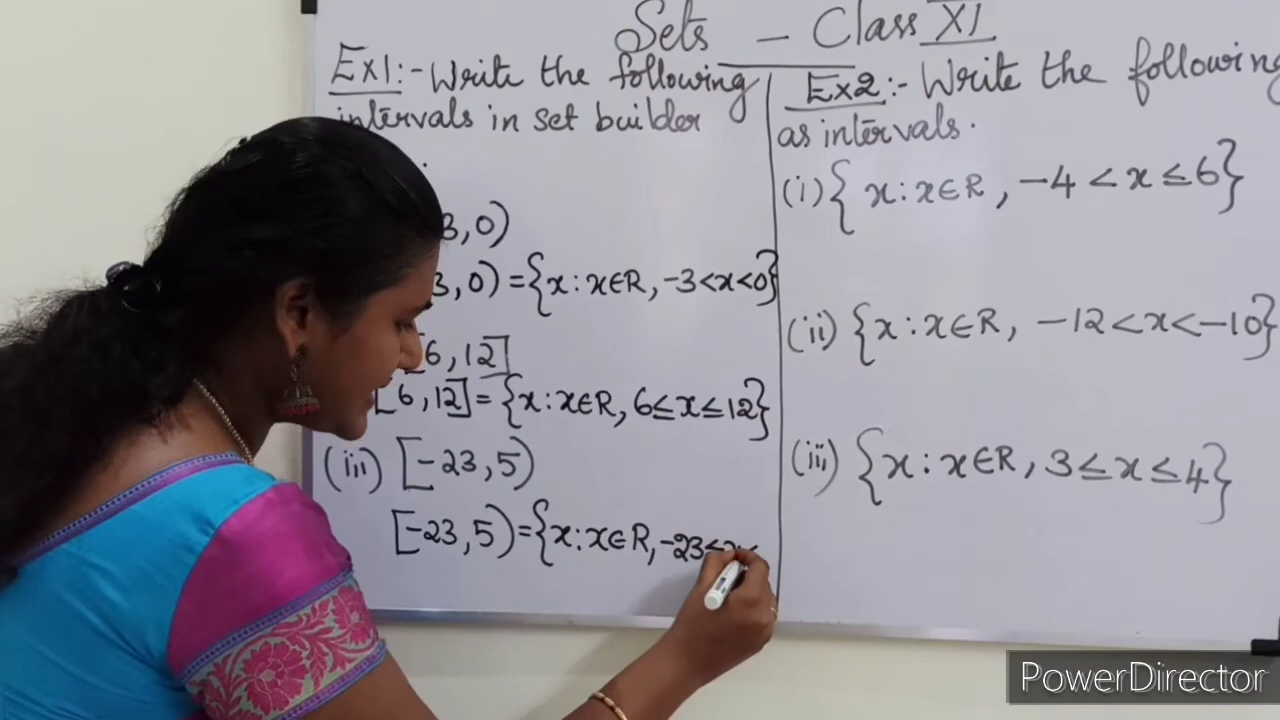 Sets - Class XI
Ex1:- Write the following
intervals in set builder
3, 0)
3, 0) = {x : x∈R, -3<x<0}
[6, 12]
[6, 12] = {x : x∈R, 6≤x≤12}
(iii) [-23, 5)
[-23, 5) = {x : x∈R, -23≤x<
Ex2:- Write the following
as intervals.
(i) { x : x∈R, -4 < x ≤ 6}
(ii) {x : x∈R, -12 < x < -10}
(iii) {x : x∈R, 3 ≤ x ≤ 4}
PowerDirector